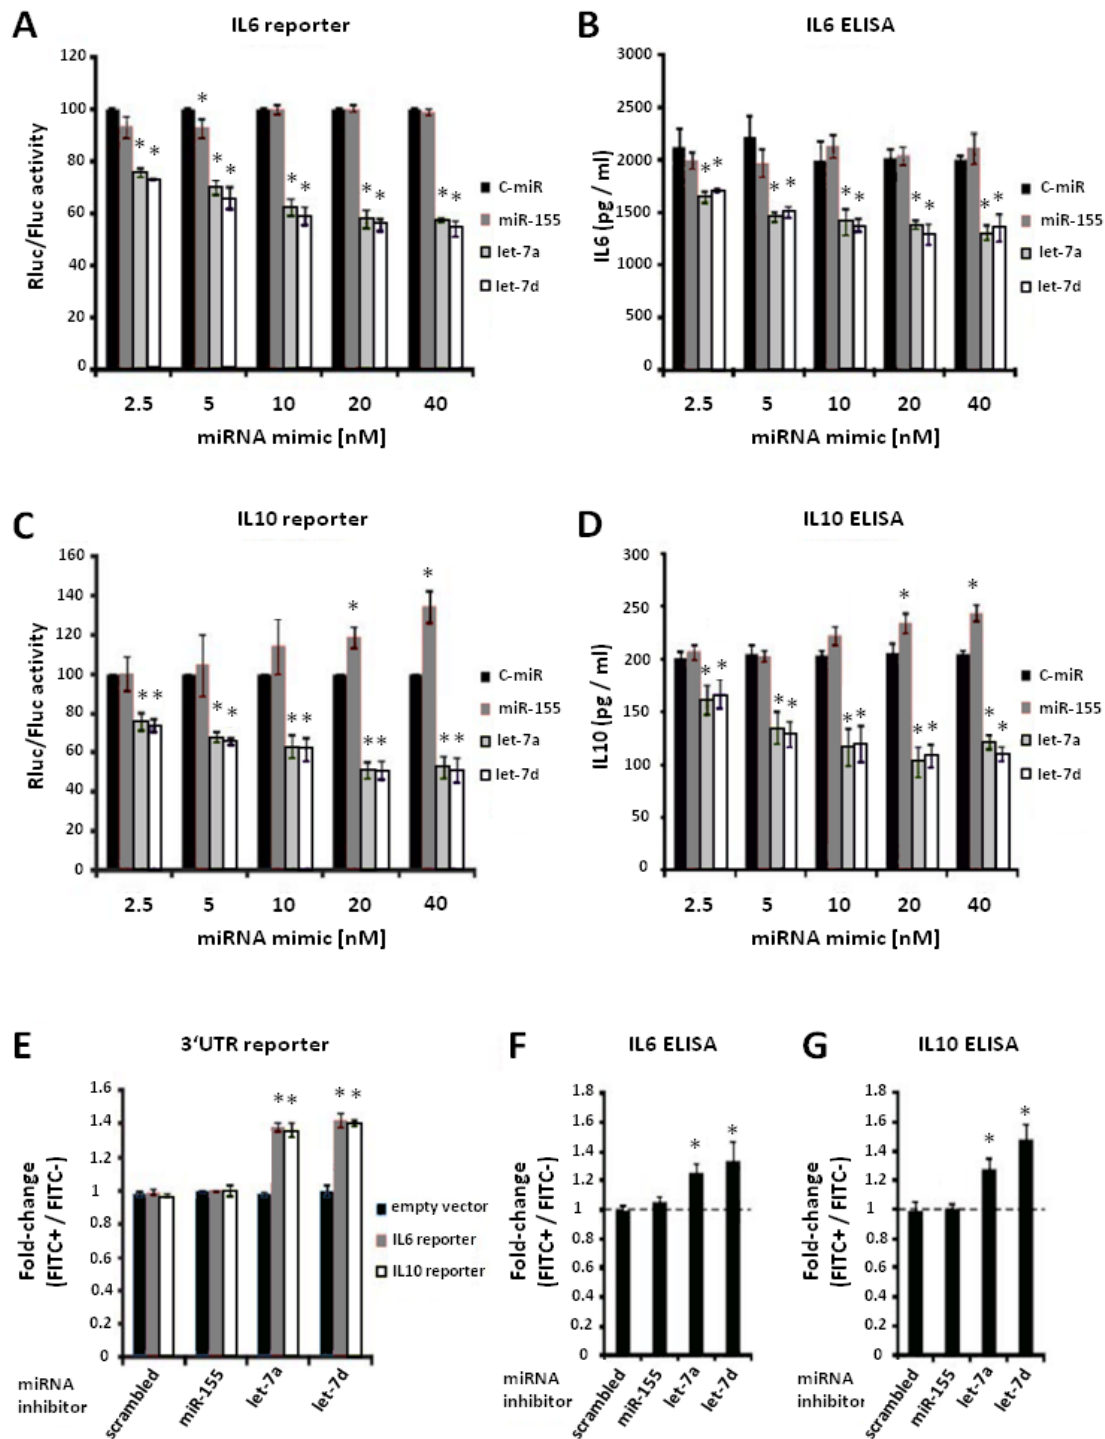 A
IL6 reporter
120
100
80
60
40
20
0
Rluc/Fluc activity
* * * * * * * * * * *
2.5 5 10 20 40
miRNA mimic [nM]
C-miR
miR-155
let-7a
let-7d
B
IL6 ELISA
3000
2500
2000
1500
1000
500
0
IL6 (pg / ml)
* * * * * * * * * *
2.5 5 10 20 40
miRNA mimic [nM]
C-miR
miR-155
let-7a
let-7d
C
IL10 reporter
160
140
120
100
80
60
40
20
0
Rluc/Fluc activity
* * * * * * * * * * * *
2.5 5 10 20 40
miRNA mimic [nM]
C-miR
miR-155
let-7a
let-7d
D
IL10 ELISA
300
250
200
150
100
50
0
IL10 (pg / ml)
* * * * * * * * * * * *
2.5 5 10 20 40
miRNA mimic [nM]
C-miR
miR-155
let-7a
let-7d
E
3‘UTR reporter
1.6
1.4
1.2
1
0.8
0.6
0.4
0.2
0
Fold-change
(FITC+ / FITC-)
* * * *
empty vector
IL6 reporter
IL10 reporter
miRNA
inhibitor
scrambled
miR-155
let-7a
let-7d
F
IL6 ELISA
1.8
1.6
1.4
1.2
1
0.8
0.6
0.4
0.2
0
Fold-change
(FITC+ / FITC-)
* *
miRNA
inhibitor
scrambled
miR-155
let-7a
let-7d
G
IL10 ELISA
1.8
1.6
1.4
1.2
1
0.8
0.6
0.4
0.2
0
Fold-change
(FITC+ / FITC-)
* *
miRNA
inhibitor
scrambled
miR-155
let-7a
let-7d